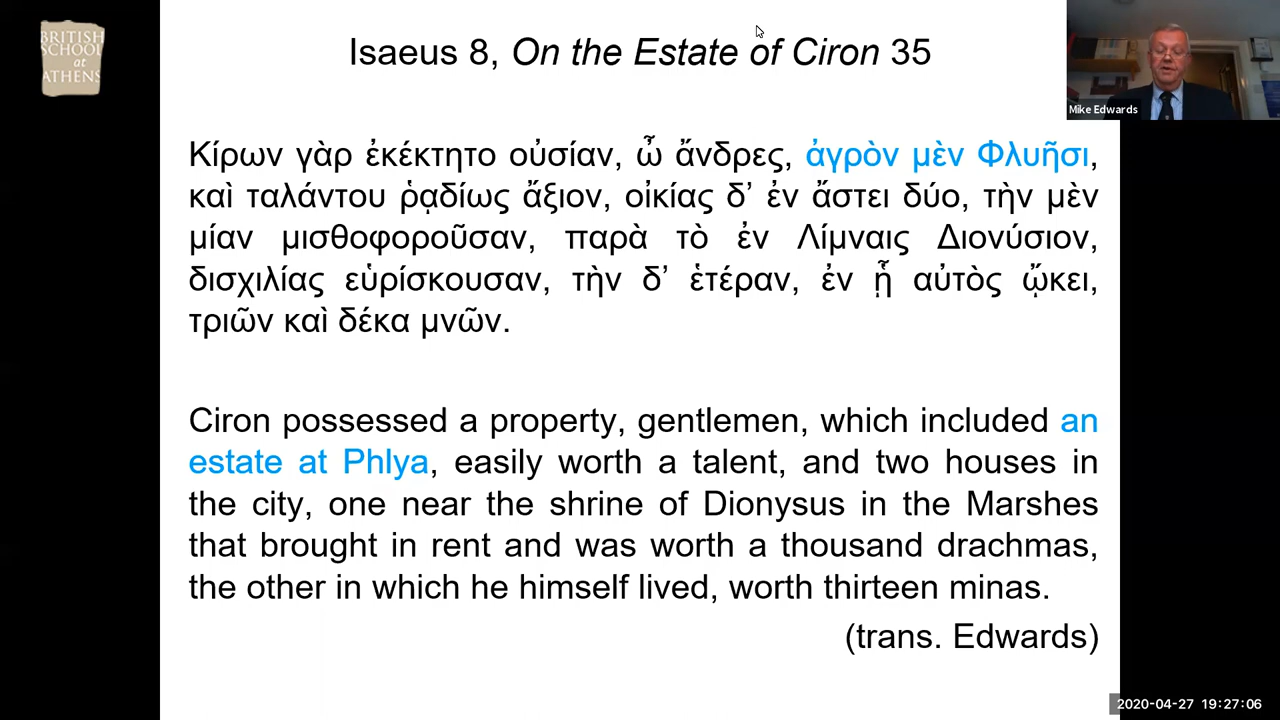 BRITISH
SCHOOL
at
ATHENS
Isaeus 8, On the Estate of Ciron 35
Mike Edwards
Κίρων γὰρ ἐκέκτητο οὐσίαν, ὦ ἄνδρες, ἀγρὸν μὲν Φλυῆσι,
καὶ ταλάντου ῥᾳδίως ἄξιον, οἰκίας δ’ ἐν ἄστει δύο, τὴν μὲν
μίαν μισθοφοροῦσαν, παρὰ τὸ ἐν Λίμναις Διονύσιον,
δισχιλίας εὑρίσκουσαν, τὴν δ’ ἑτέραν, ἐν ᾗ αὐτὸς ᾤκει,
τριῶν καὶ δέκα μνῶν.
Ciron possessed a property, gentlemen, which included an
estate at Phlya, easily worth a talent, and two houses in
the city, one near the shrine of Dionysus in the Marshes
that brought in rent and was worth a thousand drachmas,
the other in which he himself lived, worth thirteen minas.
(trans. Edwards)
2020-04-27 19:27:06